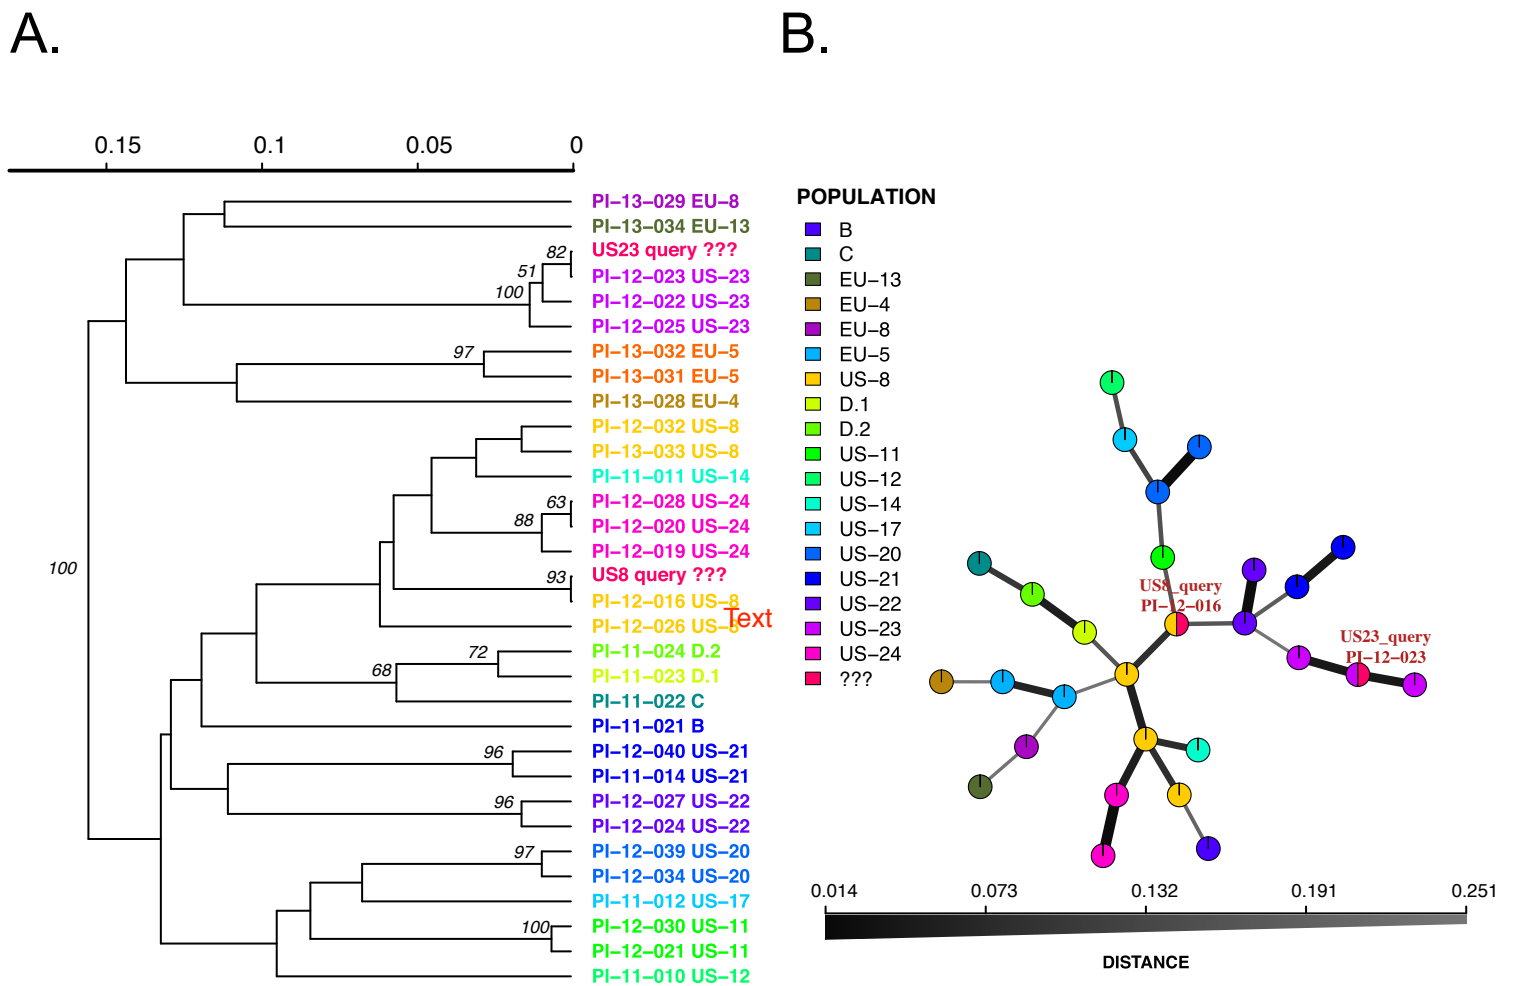 A.
B.
0.15 0.1 0.05 0
PI–13–029 EU–8
PI–13–034 EU–13
82
US23 query ???
51
PI–12–023 US–23
100
PI–12–022 US–23
PI–12–025 US–23
97
PI–13–032 EU–5
PI–13–031 EU–5
PI–13–028 EU–4
PI–12–032 US–8
PI–13–033 US–8
PI–11–011 US–14
63
PI–12–028 US–24
88
PI–12–020 US–24
PI–12–019 US–24
100
93
US8 query ???
PI–12–016 US–8
Text
PI–12–026 US–8
72
PI–11–024 D.2
68
PI–11–023 D.1
PI–11–022 C
PI–11–021 B
96
PI–12–040 US–21
PI–11–014 US–21
96
PI–12–027 US–22
PI–12–024 US–22
97
PI–12–039 US–20
PI–12–034 US–20
PI–11–012 US–17
100
PI–12–030 US–11
PI–12–021 US–11
PI–11–010 US–12
POPULATION
B
C
EU–13
EU–4
EU–8
EU–5
US–8
D.1
D.2
US–11
US–12
US–14
US–17
US–20
US–21
US–22
US–23
US–24
???
US8_query
PI-12-016
US23_query
PI-12-023
0.014 0.073 0.132 0.191 0.251
DISTANCE